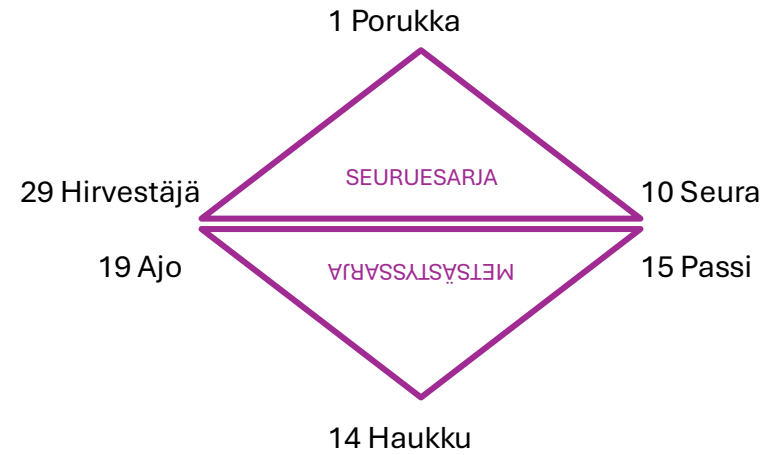 1 Porukka
SEURUESARJA
29 Hirvestäjä
10 Seura
19 Ajo
METSÄSTYSSARJA
15 Passi
14 Haukku